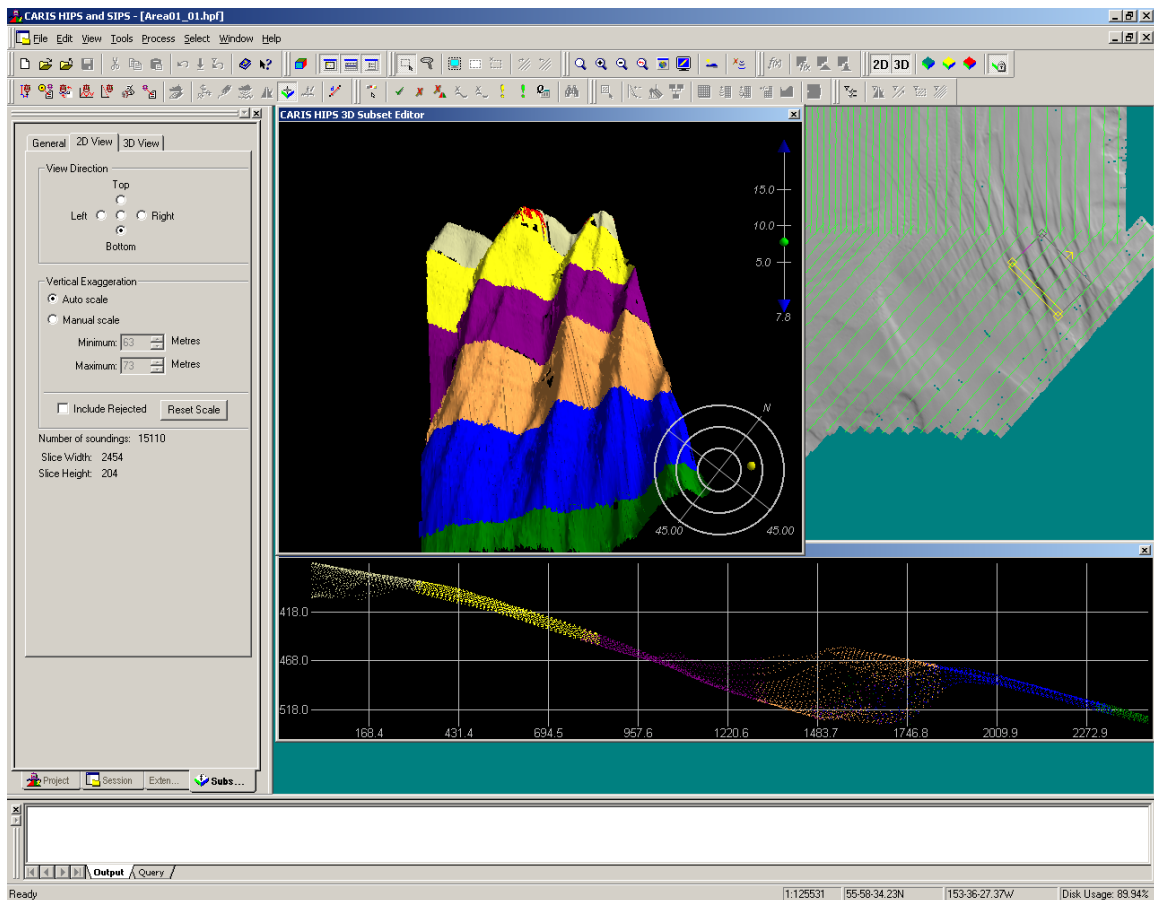 CARIS HIPS and SIPS - [Area01_01.hpf]
File Edit View Tools Process Select Window Help
2D 3D
CARIS HIPS 3D Subset Editor
General 2D View 3D View
View Direction
Top
Left Right
Bottom
Vertical Exaggeration
Auto scale
Manual scale
Minimum: 63 Metres
Maximum: 73 Metres
Include Rejected Reset Scale
Number of soundings: 15110
Slice Width: 2454
Slice Height: 204
15.0
10.0
5.0
7.8
N
45.00 45.00
418.0
468.0
518.0
168.4 431.4 694.5 957.6 1220.6 1483.7 1746.8 2009.9 2272.9
Project Session Exten... Subs...
Output Query
Ready 1:125531 55-58-34.23N 153-36-27.37W Disk Usage: 89.94%